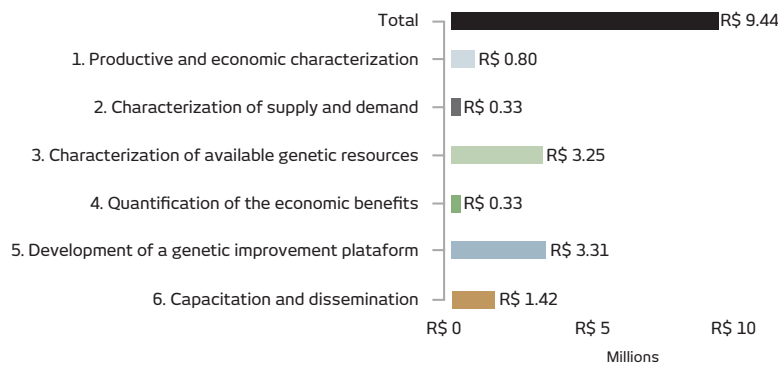 Total R$ 9.44
1. Productive and economic characterization R$ 0.80
2. Characterization of supply and demand R$ 0.33
3. Characterization of available genetic resources R$ 3.25
4. Quantification of the economic benefits R$ 0.33
5. Development of a genetic improvement plataform R$ 3.31
6. Capacitation and dissemination R$ 1.42
R$ 0 R$ 5 R$ 10
Millions